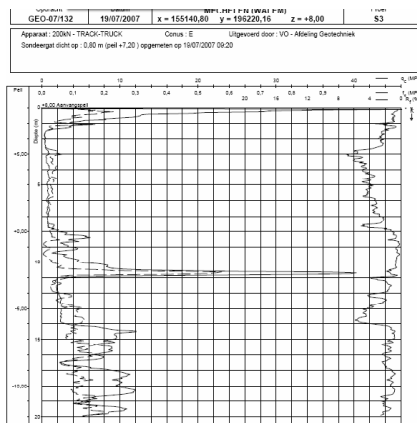 GEO-07/132 19/07/2007 x = 155140,80 y = 196220,16 z = +8,00 S3
Apparaat : 200kN - TRACK-TRUCK Conus : E Uitgevoerd door : VO - Afdeling Geotechniek
Sondeergat dicht op : 0,80 m (peil +7,20 ) opgemeten op 19/07/2007 09:20
0 10 20 30 40
Peil 0,0 0,1 0,2 0,3 0,4 0,5 0,6 0,7 0,8 0,9 16 12 8 4 0
+8,00 Aanvangspeil
Diepte (m)
+5,00
5
+0,00
10
-5,00
15
-10,00
20